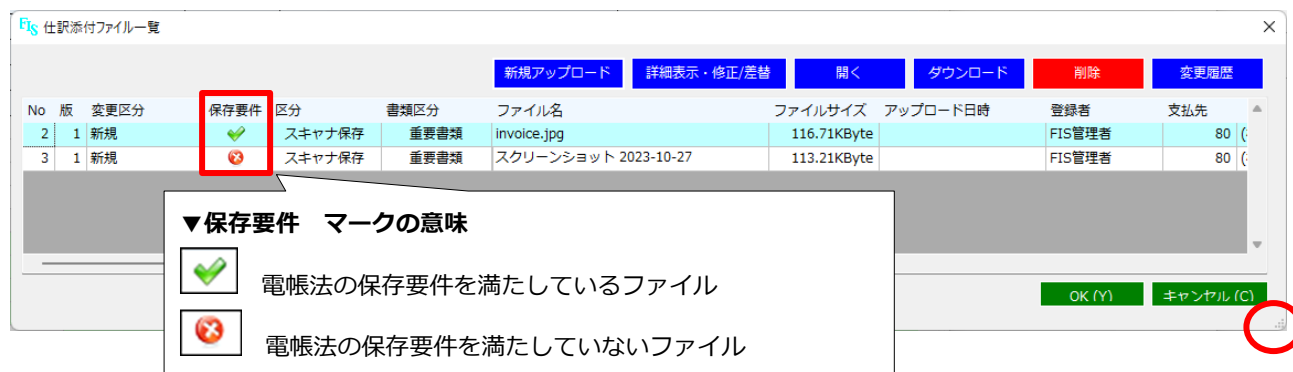 FIS 仕訳添付ファイル一覧
新規アップロード 詳細表示・修正/差替 開く ダウンロード 削除 変更履歴
No 版 変更区分 保存要件 区分 書類区分 ファイル名 ファイルサイズ アップロード日時 登録者 支払先
2 1 新規 スキャナ保存 重要書類 invoice.jpg 116.71KByte FIS管理者 80
3 1 新規 スキャナ保存 重要書類 スクリーンショット 2023-10-27 113.21KByte FIS管理者 80
▼保存要件 マークの意味
電帳法の保存要件を満たしているファイル
OK (Y) キャンセル (C)
電帳法の保存要件を満たしていないファイル